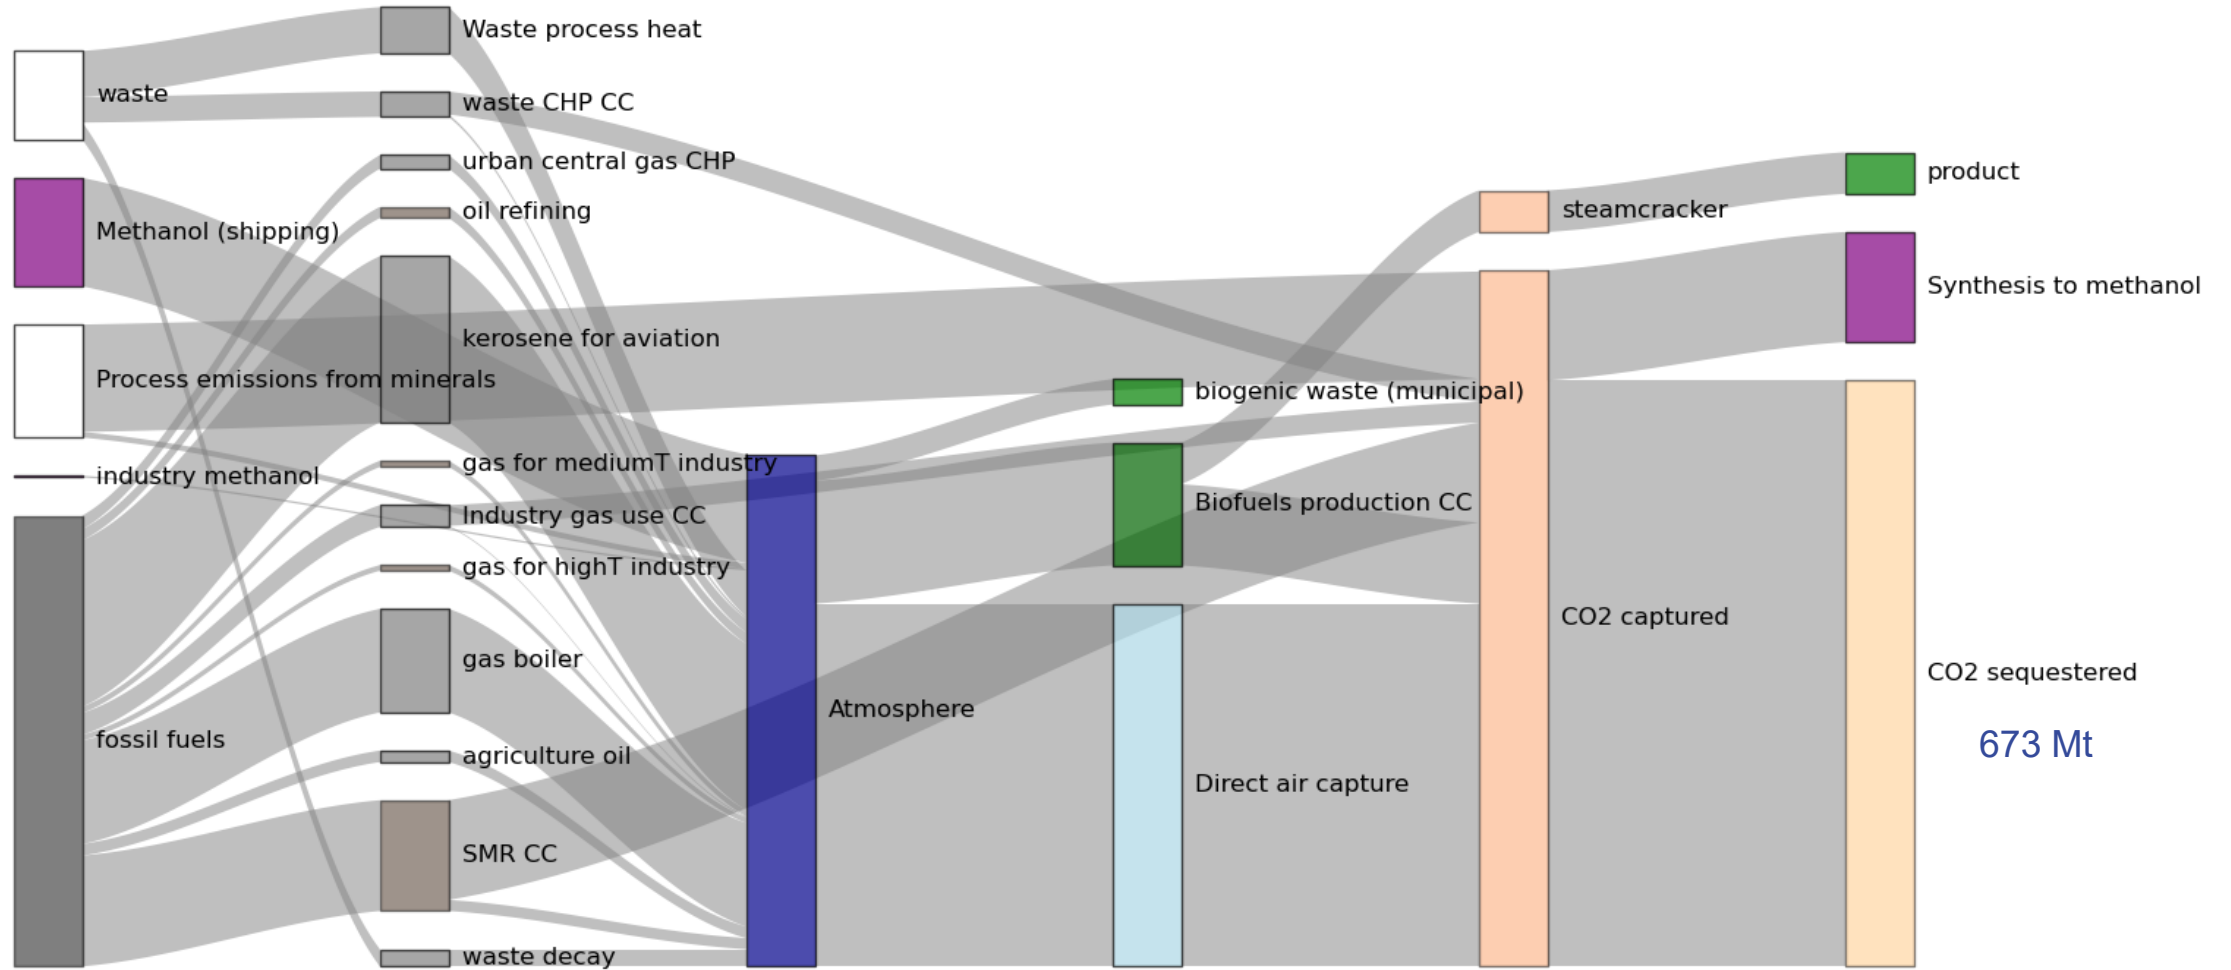 Waste process heat
waste
waste CHP CC
urban central gas CHP
oil refining
Methanol (shipping)
kerosene for aviation
Process emissions from minerals
gas for mediumT industry
industry methanol
Industry gas use CC
gas for highT industry
gas boiler
fossil fuels
agriculture oil
SMR CC
waste decay
Atmosphere
biogenic waste (municipal)
Biofuels production CC
Direct air capture
steamcracker
CO2 captured
product
Synthesis to methanol
CO2 sequestered
673 Mt